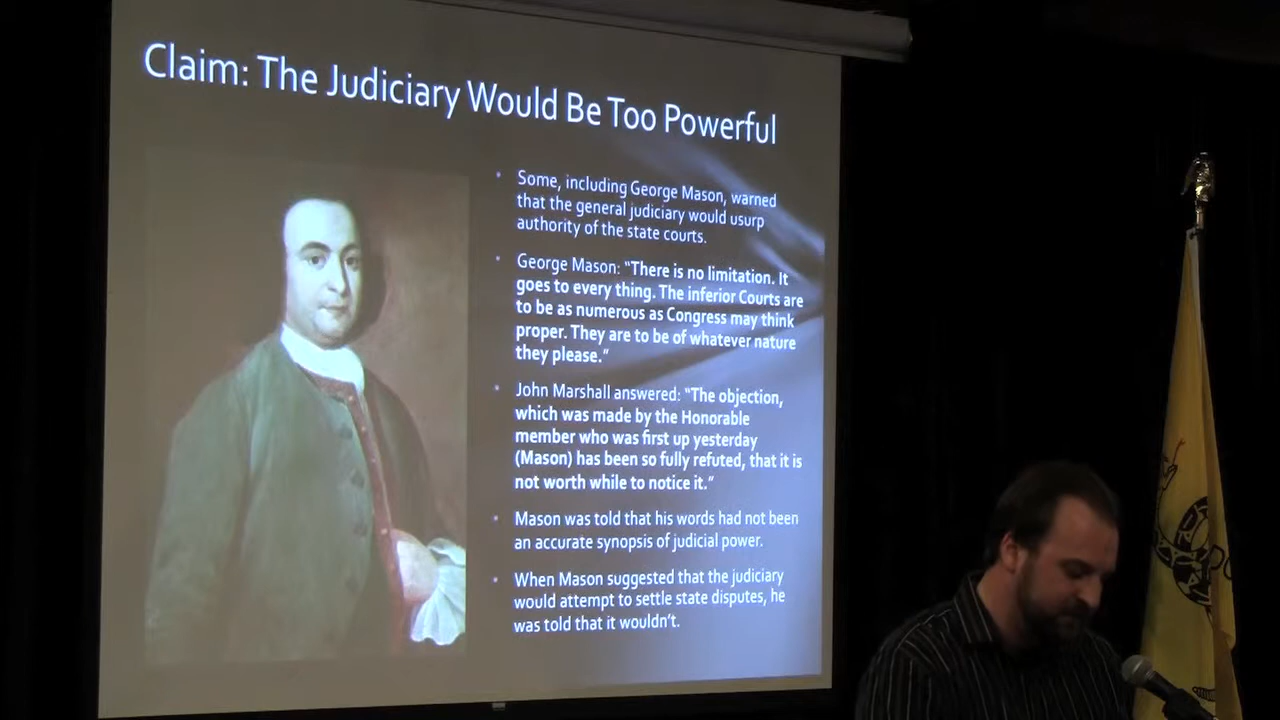 Claim: The Judiciary Would Be Too Powerful
• Some, including George Mason, warned
that the general judiciary would usurp
authority of the state courts.
• George Mason: “There is no limitation. It
goes to every thing. The inferior Courts are
to be as numerous as Congress may think
proper. They are to be of whatever nature
they please.”
• John Marshall answered: “The objection,
which was made by the Honorable
member who was first up yesterday
(Mason) has been so fully refuted, that it is
not worth while to notice it.”
• Mason was told that his words had not been
an accurate synopsis of judicial power.
• When Mason suggested that the judiciary
would attempt to settle state disputes, he
was told that it wouldn’t.